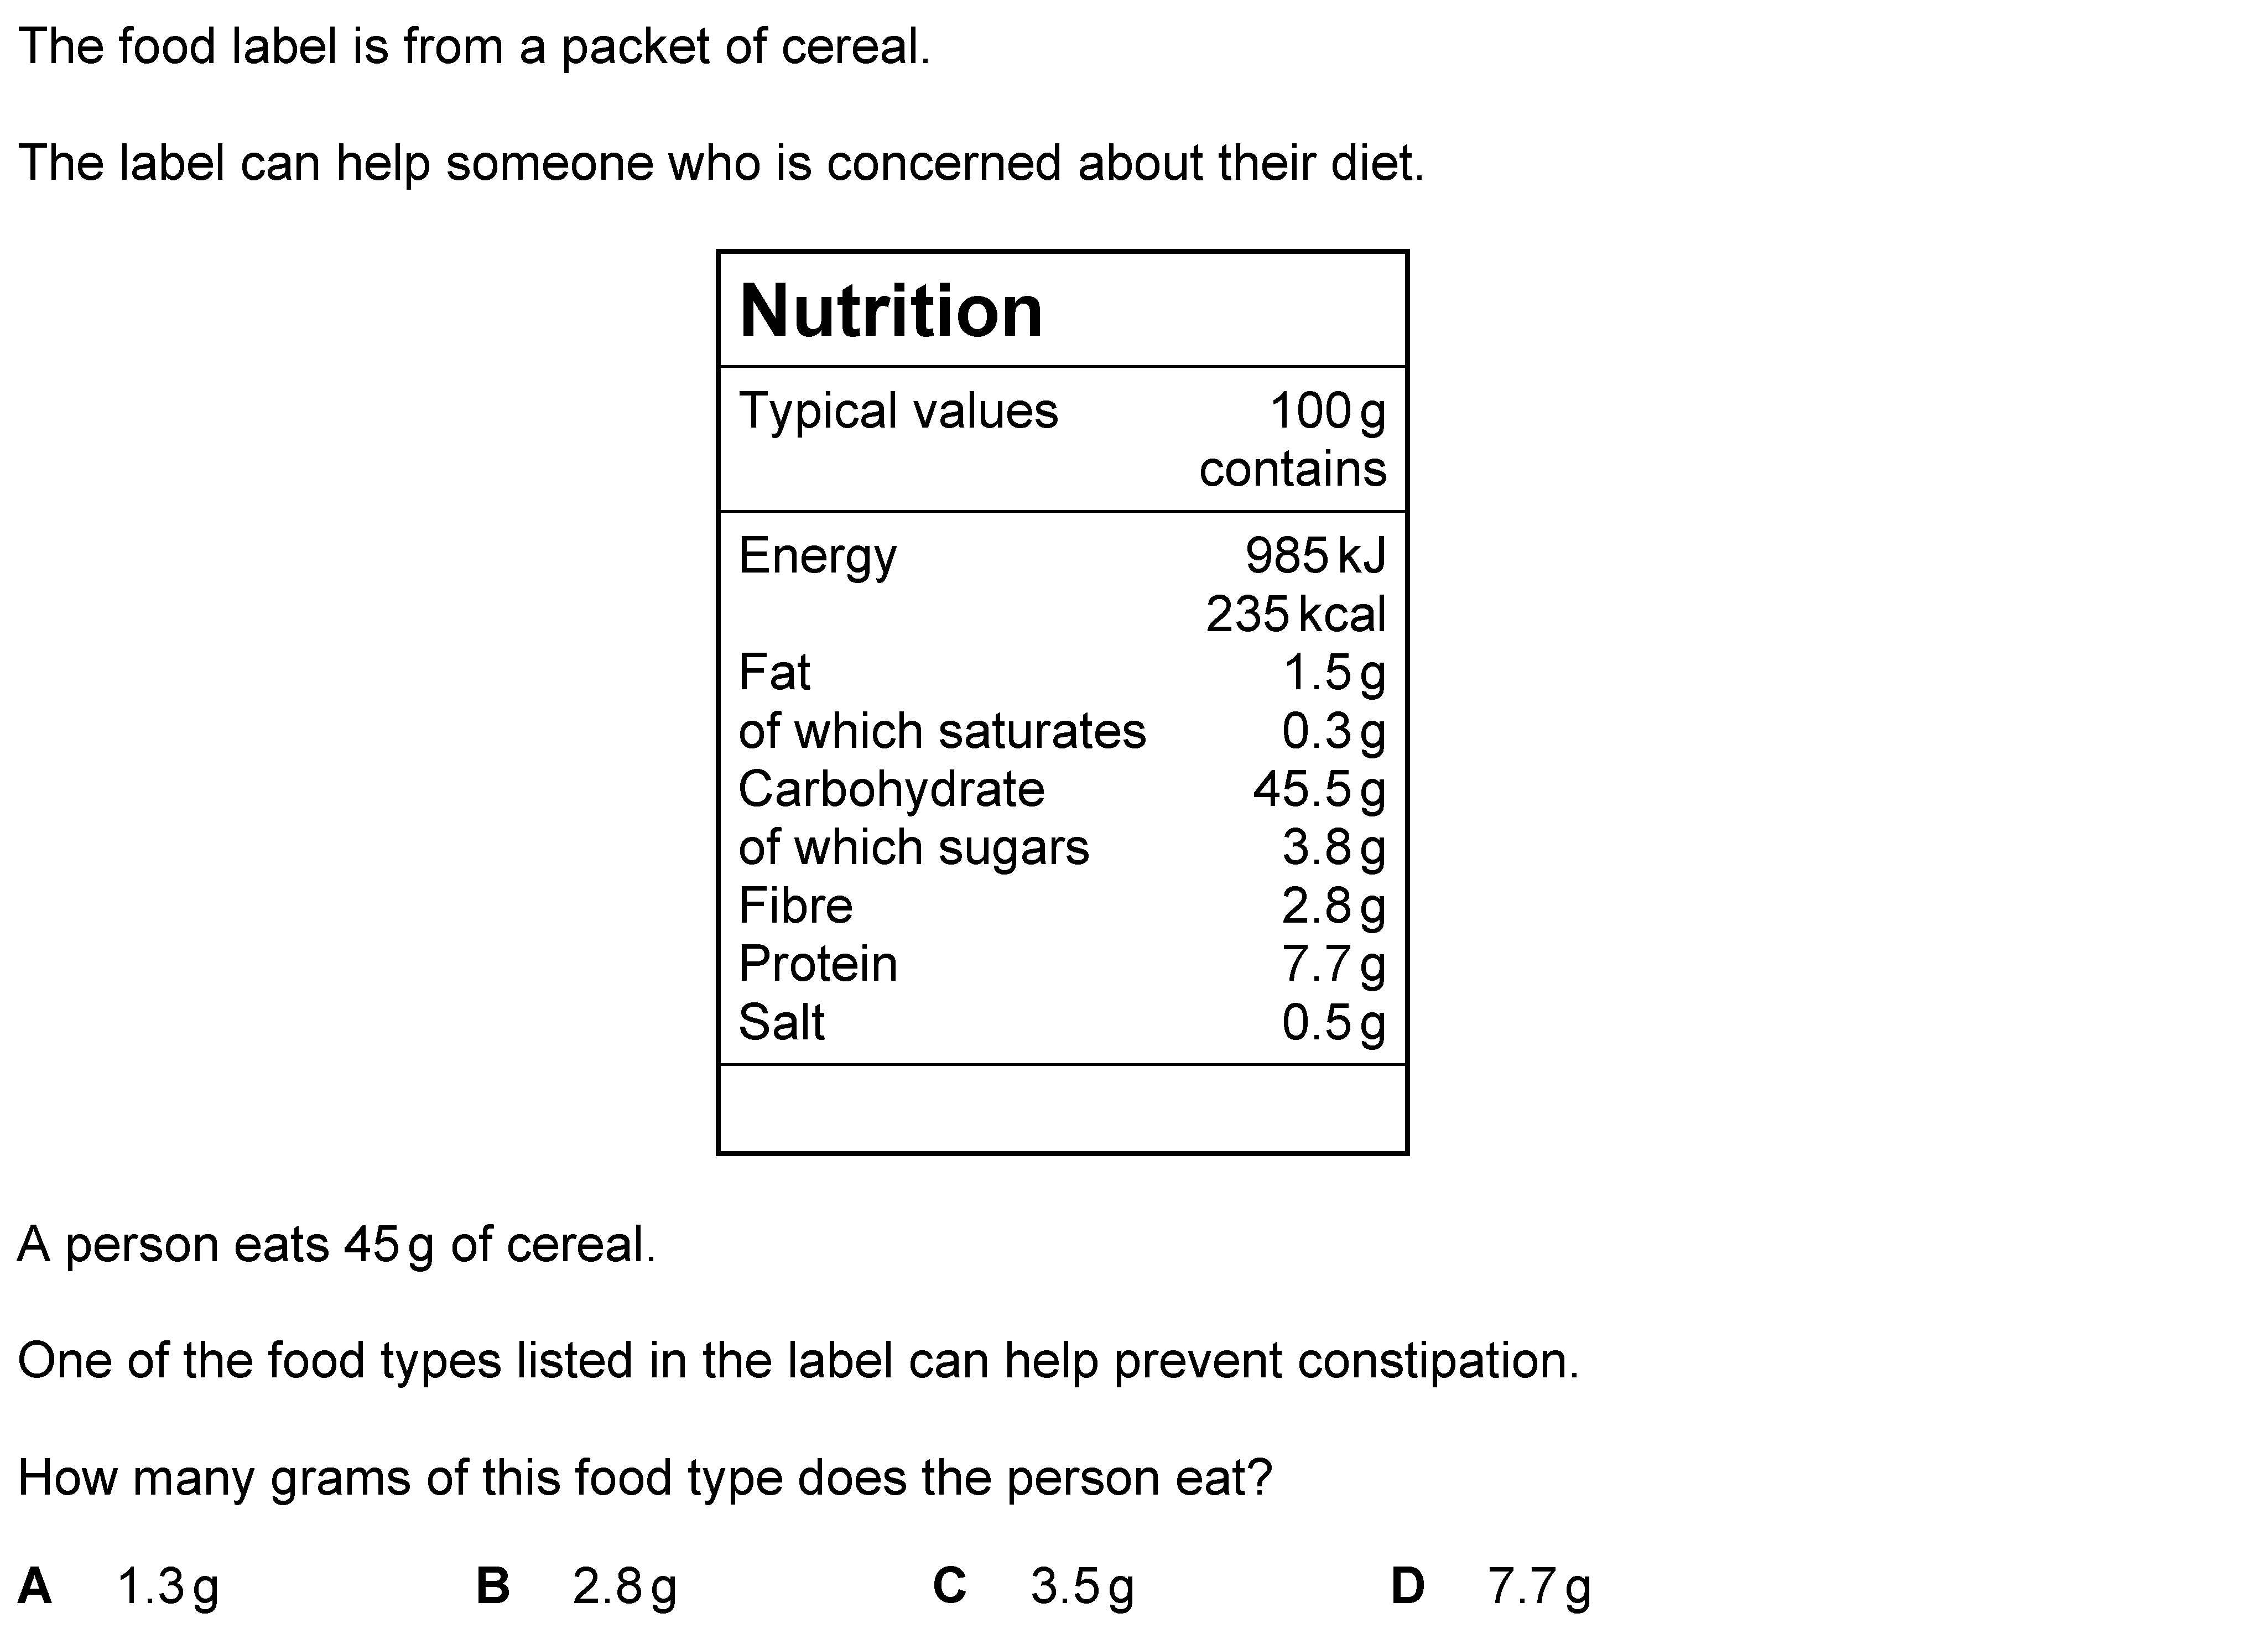 The food label is from a packet of cereal.
The label can help someone who is concerned about their diet.
Nutrition
Typical values 100 g
contains
Energy 985 kJ
235 kcal
Fat 1.5 g
of which saturates 0.3 g
Carbohydrate 45.5 g
of which sugars 3.8 g
Fibre 2.8 g
Protein 7.7 g
Salt 0.5 g
A person eats 45 g of cereal.
One of the food types listed in the label can help prevent constipation.
How many grams of this food type does the person eat?
A 1.3 g B 2.8 g C 3.5 g D 7.7 g